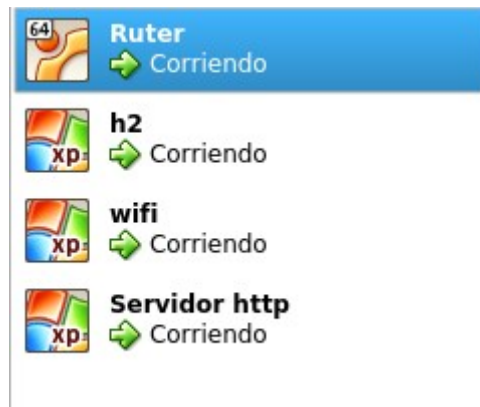 64
Ruter
Corriendo
xp
h2
Corriendo
xp
wifi
Corriendo
xp
Servidor http
Corriendo